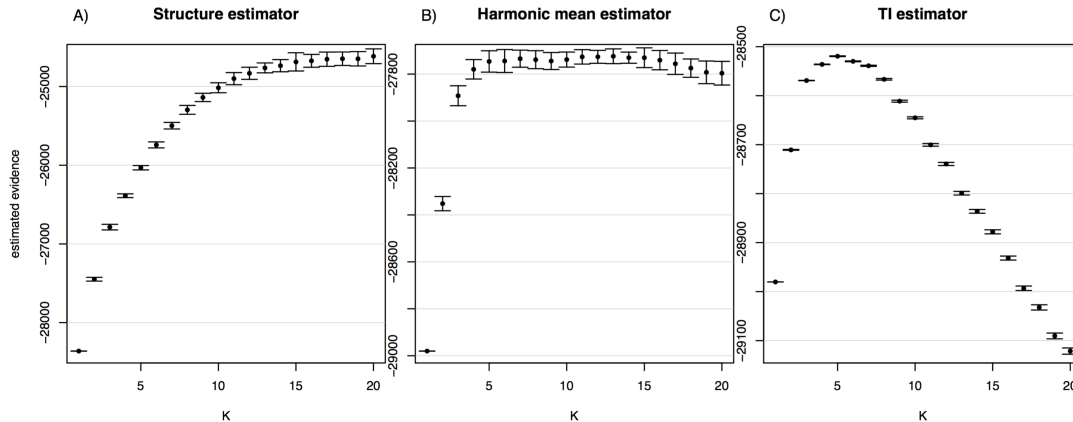 A) Structure estimator
B) Harmonic mean estimator
C) TI estimator
estimated evidence
-25000
-26000
-27000
-28000
5 10 15 20
K
-27800
-28200
-28600
-29000
5 10 15 20
K
-28500
-28700
-28900
-29100
5 10 15 20
K